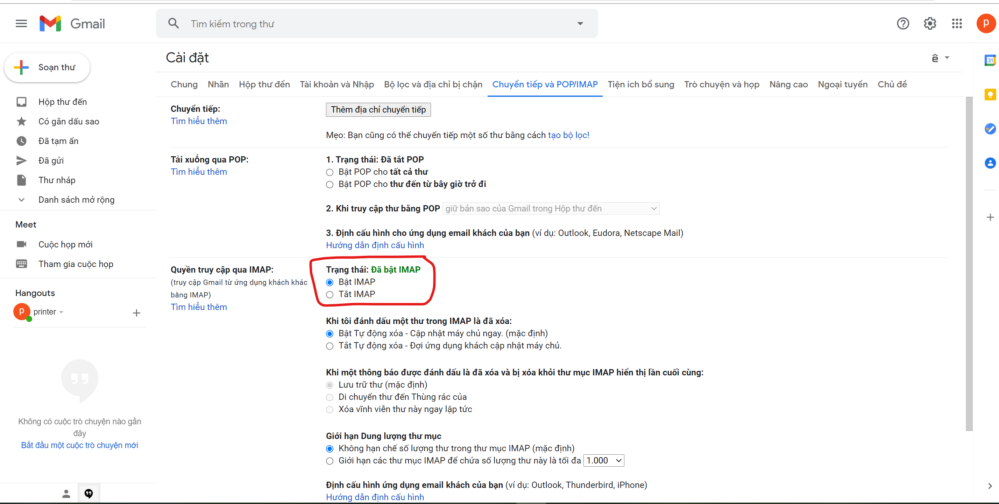 Gmail
Tìm kiếm trong thư
p
Soạn thư
Hộp thư đến
Có gắn dấu sao
Đã tạm ẩn
Đã gửi
Thư nháp
Danh sách mở rộng
Meet
Cuộc họp mới
Tham gia cuộc họp
Hangouts
p printer
Không có cuộc trò chuyện nào gần
đây
Bắt đầu một cuộc trò chuyện mới
Cài đặt
ê
Chung Nhãn Hộp thư đến Tài khoản và Nhập Bộ lọc và địa chỉ bị chặn Chuyển tiếp và POP/IMAP Tiện ích bổ sung Trò chuyện và họp Nâng cao Ngoại tuyến Chủ đề
Chuyển tiếp:
Tìm hiểu thêm
Thêm địa chỉ chuyển tiếp
Mẹo: Bạn cũng có thể chuyển tiếp một số thư bằng cách tạo bộ lọc!
Tải xuống qua POP:
Tìm hiểu thêm
1. Trạng thái: Đã tắt POP
Bật POP cho tất cả thư
Bật POP cho thư đến từ bây giờ trở đi
2. Khi truy cập thư bằng POP giữ bản sao của Gmail trong Hộp thư đến
3. Định cấu hình cho ứng dụng email khách của bạn (ví dụ: Outlook, Eudora, Netscape Mail)
Hướng dẫn định cấu hình
Quyền truy cập qua IMAP:
(truy cập Gmail từ ứng dụng khách khác
bằng IMAP)
Tìm hiểu thêm
Trạng thái: Đã bật IMAP
Bật IMAP
Tắt IMAP
Khi tôi đánh dấu một thư trong IMAP là đã xóa:
Bật Tự động xóa - Cập nhật máy chủ ngay. (mặc định)
Tắt Tự động xóa - Đợi ứng dụng khách cập nhật máy chủ.
Khi một thông báo được đánh dấu là đã xóa và bị xóa khỏi thư mục IMAP hiển thị lần cuối cùng:
Lưu trữ thư (mặc định)
Di chuyển thư đến Thùng rác của
Xóa vĩnh viễn thư này ngay lập tức
Giới hạn Dung lượng thư mục
Không hạn chế số lượng thư trong thư mục IMAP (mặc định)
Giới hạn các thư mục IMAP để chứa số lượng thư này là tối đa 1.000
Định cấu hình ứng dụng email khách của bạn (ví dụ: Outlook, Thunderbird, iPhone)
Hướng dẫn định cấu hình
31